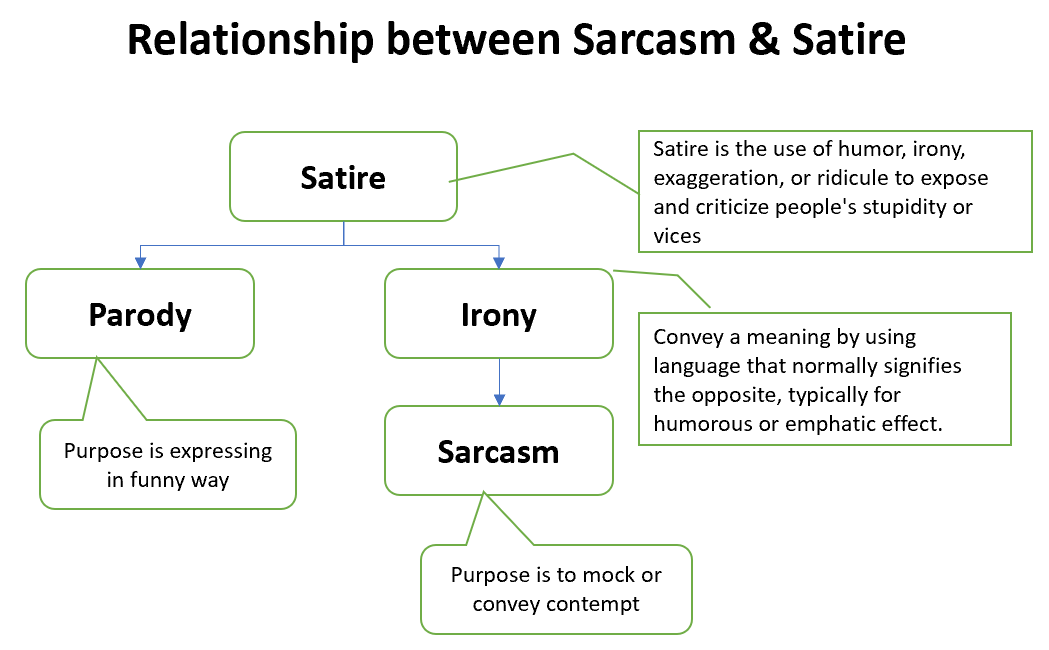 Relationship between Sarcasm & Satire
Satire
Satire is the use of humor, irony,
exaggeration, or ridicule to expose
and criticize people's stupidity or
vices
Parody
Irony
Convey a meaning by using
language that normally signifies
the opposite, typically for
humorous or emphatic effect.
Purpose is expressing
in funny way
Sarcasm
Purpose is to mock or
convey contempt